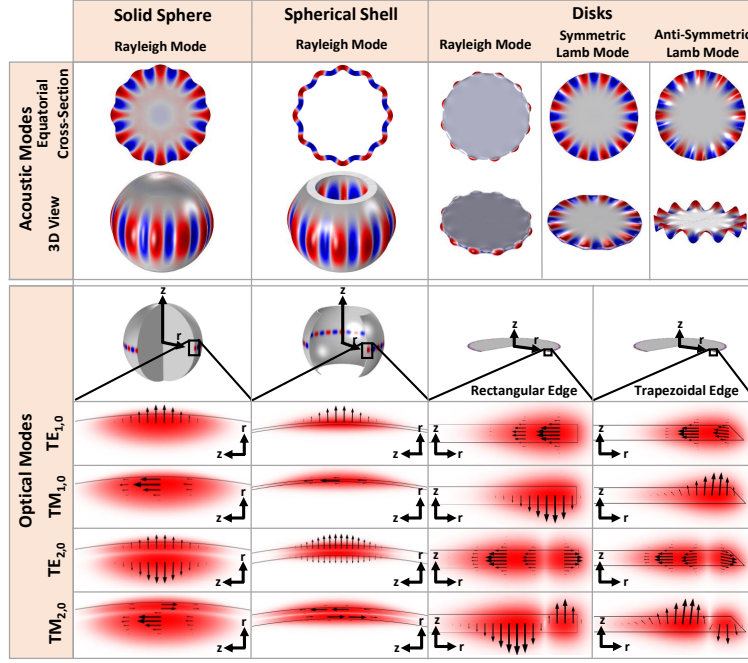 Solid Sphere
Spherical Shell
Disks
Rayleigh Mode
Rayleigh Mode
Rayleigh Mode
Symmetric
Lamb Mode
Anti-Symmetric
Lamb Mode
Acoustic Modes
Equatorial
Cross-Section
3D View
z
r
z
r
z
r
z
r
Rectangular Edge
Trapezoidal Edge
Optical Modes
TE1,0
r
z
r
z
z
r
z
r
TM1,0
r
z
r
z
z
r
z
r
TE2,0
r
z
r
z
z
r
z
r
TM2,0
r
z
r
z
z
r
z
r